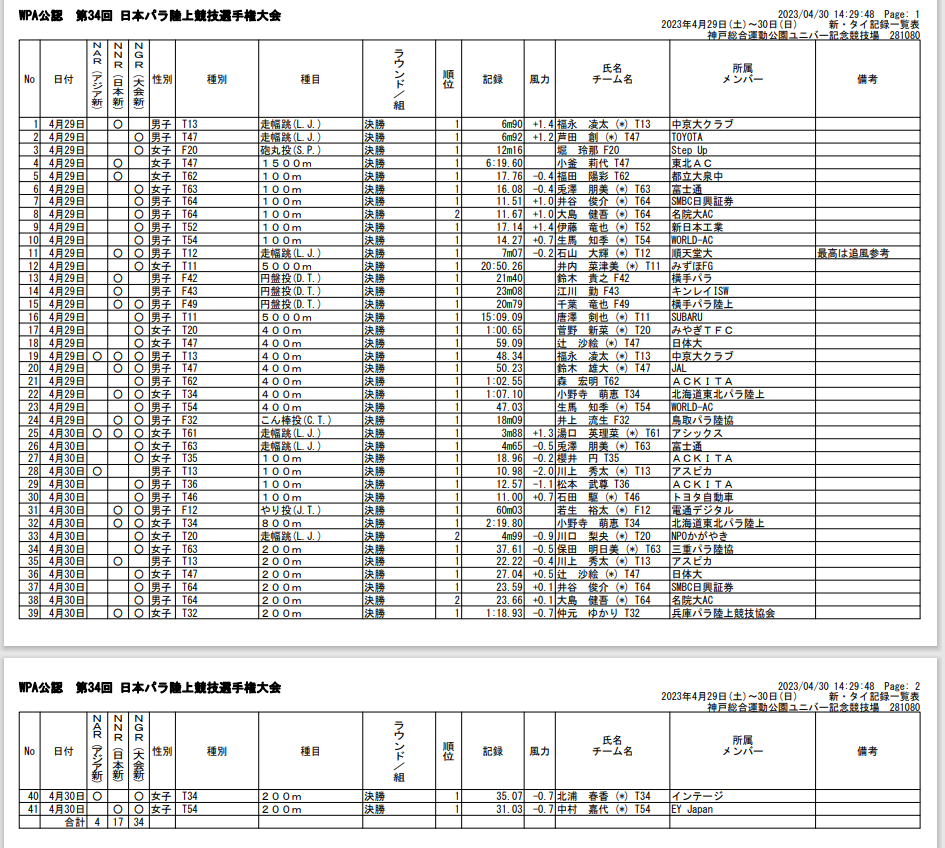 WPA公認　第34回 日本パラ陸上競技選手権大会
2023/04/30 14:29:48 Page: 1
2023年4月29日(土)～30日(日)　　新・タイ記録一覧表
神戸総合運動公園ユニバー記念競技場　281080
No 日付 NAR(アジア新) NNR(日本新) NGR(大会新) 性別 種別 種目 ラウンド/組 順位 記録 風力 氏名 チーム名 所属 メンバー 備考
1 4月29日 ○ 男子 T13 走幅跳(L.J.) 決勝 1 6m90 +1.4 福永 凌太 (*) T13 中京大クラブ
2 4月29日 ○ 男子 T47 走幅跳(L.J.) 決勝 1 6m92 +1.2 芦田 創 (*) T47 TOYOTA
3 4月29日 ○ 女子 F20 砲丸投(S.P.) 決勝 1 12m16 堀 玲那 F20 Step Up
4 4月29日 ○ 女子 T47 １５００ｍ 決勝 1 6:19.60 小釜 莉代 T47 東北ＡＣ
5 4月29日 ○ 女子 T62 １００ｍ 決勝 1 17.76 -0.4 福田 陽彩 T62 都立大泉中
6 4月29日 ○ 女子 T63 １００ｍ 決勝 1 16.08 -0.4 兎澤 朋美 (*) T63 富士通
7 4月29日 ○ 男子 T64 １００ｍ 決勝 1 11.51 +1.0 井谷 俊介 (*) T64 SMBC日興証券
8 4月29日 ○ 男子 T64 １００ｍ 決勝 2 11.67 +1.0 大島 健吾 (*) T64 名院大AC
9 4月29日 ○ 男子 T52 １００ｍ 決勝 1 17.14 +1.4 伊藤 竜也 (*) T52 新日本工業
10 4月29日 ○ 男子 T54 １００ｍ 決勝 1 14.27 +0.7 生馬 知季 (*) T54 WORLD-AC
11 4月29日 ○ ○ 男子 T12 走幅跳(L.J.) 決勝 1 7m07 -0.2 石山 大輝 (*) T12 順天堂大 最高は追風参考
12 4月29日 ○ 女子 T11 ５０００ｍ 決勝 1 20:50.26 井内 菜津美 (*) T11 みずほFG
13 4月29日 ○ 男子 F42 円盤投(D.T.) 決勝 1 21m40 鈴木 貴之 F42 横手パラ
14 4月29日 ○ 男子 F43 円盤投(D.T.) 決勝 1 23m08 江川 勤 F43 キンレイISW
15 4月29日 ○ ○ 男子 F49 円盤投(D.T.) 決勝 1 20m79 千葉 竜也 F49 横手パラ陸上
16 4月29日 ○ 男子 T11 ５０００ｍ 決勝 1 15:09.09 唐澤 剣也 (*) T11 SUBARU
17 4月29日 ○ 女子 T20 ４００ｍ 決勝 1 1:00.65 菅野 新菜 (*) T20 みやぎＴＦＣ
18 4月29日 ○ 女子 T47 ４００ｍ 決勝 1 59.09 辻 沙絵 (*) T47 日体大
19 4月29日 ○ ○ ○ 男子 T13 ４００ｍ 決勝 1 48.34 福永 凌太 (*) T13 中京大クラブ
20 4月29日 ○ ○ 男子 T47 ４００ｍ 決勝 1 50.23 鈴木 雄大 (*) T47 JAL
21 4月29日 ○ 男子 T62 ４００ｍ 決勝 1 1:02.55 森 宏明 T62 ＡＣＫＩＴＡ
22 4月29日 ○ ○ 女子 T34 ４００ｍ 決勝 1 1:07.10 小野寺 萌恵 T34 北海道東北パラ陸上
23 4月29日 ○ 男子 T54 ４００ｍ 決勝 1 47.03 生馬 知季 (*) T54 WORLD-AC
24 4月29日 ○ ○ 男子 F32 こん棒投(C.T.) 決勝 1 18m09 井上 流生 F32 鳥取パラ陸協
25 4月30日 ○ ○ ○ 女子 T61 走幅跳(L.J.) 決勝 1 3m88 +1.3 湯口 英理菜 (*) T61 アシックス
26 4月30日 ○ 女子 T63 走幅跳(L.J.) 決勝 1 4m65 -0.5 兎澤 朋美 (*) T63 富士通
27 4月30日 ○ 女子 T35 １００ｍ 決勝 1 18.96 -0.2 櫻井 円 T35 ＡＣＫＩＴＡ
28 4月30日 ○ 男子 T13 １００ｍ 決勝 1 10.98 -2.0 川上 秀太 (*) T13 アスピカ
29 4月30日 ○ 男子 T36 １００ｍ 決勝 1 12.57 -1.1 松本 武尊 T36 ＡＣＫＩＴＡ
30 4月30日 ○ 男子 T46 １００ｍ 決勝 1 11.00 +0.7 石田 駆 (*) T46 トヨタ自動車
31 4月30日 ○ ○ 男子 F12 やり投(J.T.) 決勝 1 60m03 若生 裕太 (*) F12 電通デジタル
32 4月30日 ○ ○ 女子 T34 ８００ｍ 決勝 1 2:19.80 小野寺 萌恵 T34 北海道東北パラ陸上
33 4月30日 ○ 女子 T20 走幅跳(L.J.) 決勝 2 4m99 -0.9 川口 梨央 (*) T20 NPOかがやき
34 4月30日 ○ 女子 T63 ２００ｍ 決勝 1 37.61 -0.5 保田 明日美 (*) T63 三重パラ陸協
35 4月30日 ○ 男子 T13 ２００ｍ 決勝 1 22.22 -0.4 川上 秀太 (*) T13 アスピカ
36 4月30日 ○ 女子 T47 ２００ｍ 決勝 1 27.04 +0.5 辻 沙絵 (*) T47 日体大
37 4月30日 ○ 男子 T64 ２００ｍ 決勝 1 23.59 +0.1 井谷 俊介 (*) T64 SMBC日興証券
38 4月30日 ○ 男子 T64 ２００ｍ 決勝 2 23.66 +0.1 大島 健吾 (*) T64 名院大AC
39 4月30日 ○ ○ 女子 T32 ２００ｍ 決勝 1 1:18.93 -0.7 仲元 ゆかり T32 兵庫パラ陸上競技協会
WPA公認　第34回 日本パラ陸上競技選手権大会
2023/04/30 14:29:48 Page: 2
2023年4月29日(土)～30日(日)　　新・タイ記録一覧表
神戸総合運動公園ユニバー記念競技場　281080
No 日付 NAR(アジア新) NNR(日本新) NGR(大会新) 性別 種別 種目 ラウンド/組 順位 記録 風力 氏名 チーム名 所属 メンバー 備考
40 4月30日 ○ ○ 女子 T34 ２００ｍ 決勝 1 35.07 -0.7 北浦 春香 (*) T34 インテージ
41 4月30日 ○ ○ 女子 T54 ２００ｍ 決勝 1 31.03 -0.7 中村 嘉代 (*) T54 EY Japan
合計 4 17 34